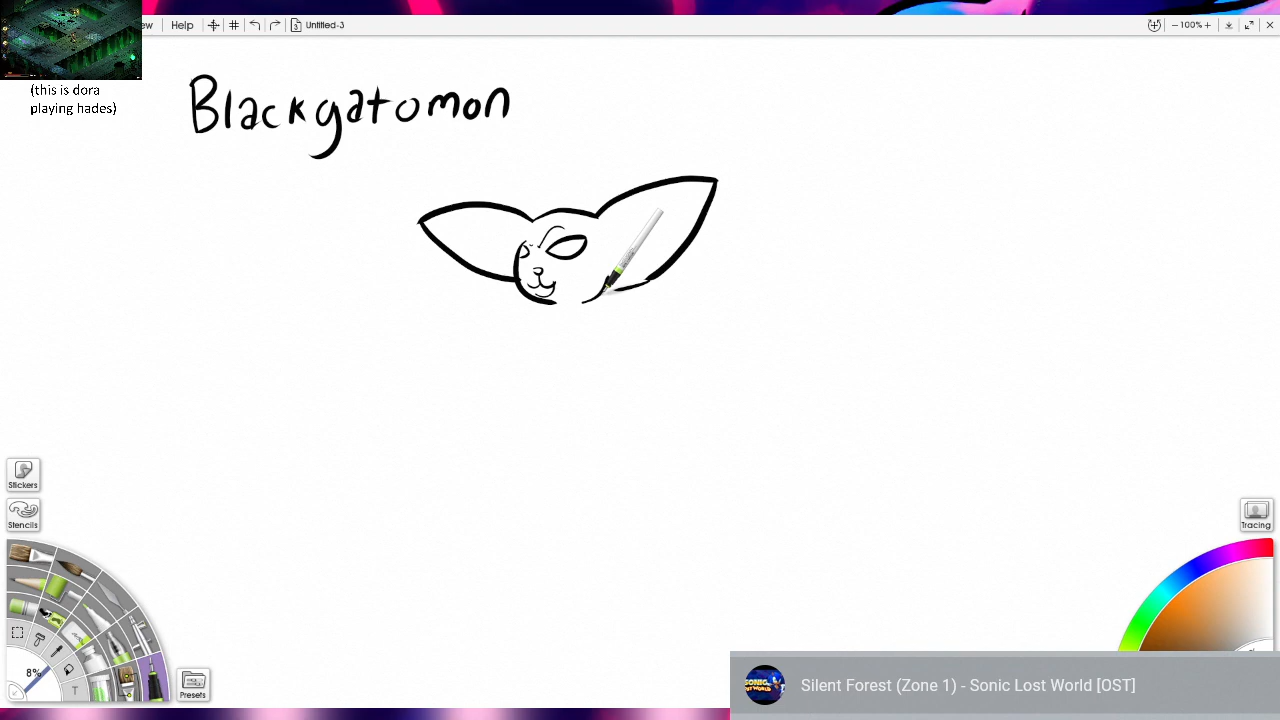 ew Help Untitled-3 100%
(this is dora
playing hades)
Blackgatomon
Stickers
Stencils
Tracing
8%
T
Presets
Silent Forest (Zone 1) - Sonic Lost World [OST]